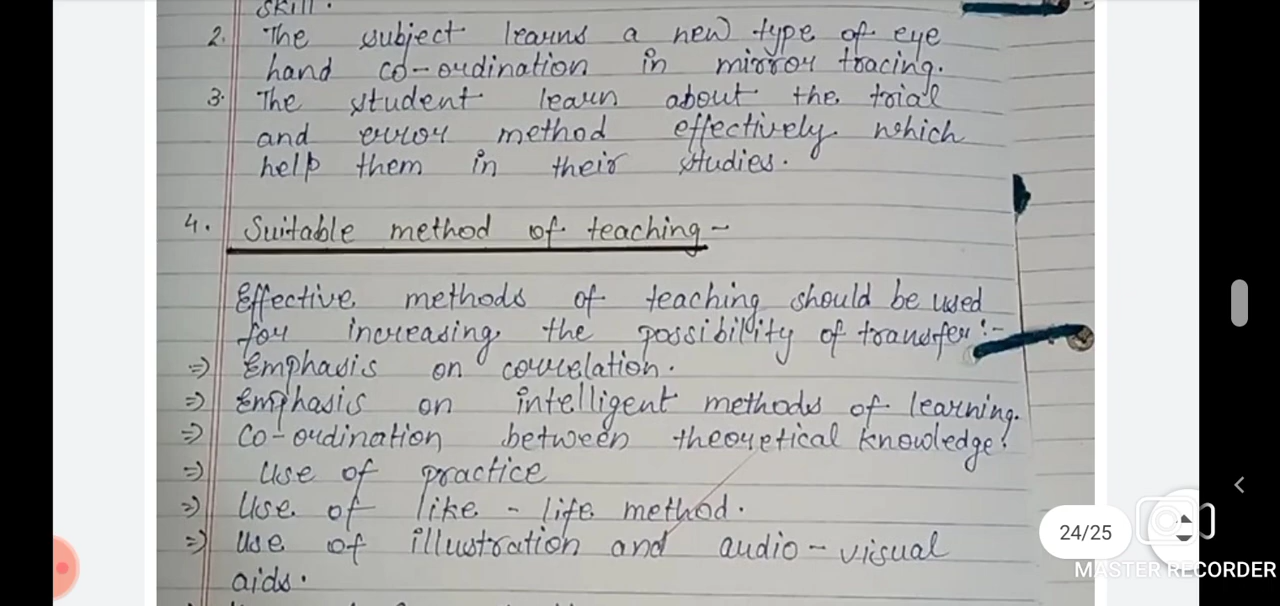 skill.
2. The subject learns a new type of eye
hand co-ordination in mirror tracing.
3. The student learn about the trial
and error method effectively which
help them in their studies.
4. Suitable method of teaching -
Effective methods of teaching should be used
for increasing the possibility of transfer :-
=> Emphasis on correlation.
=> Emphasis on intelligent methods of learning.
=> Co-ordination between theoretical knowledge.
=> Use of practice
=> Use of like - life method.
=> Use of illustration and audio - visual
aids.
24/25
MASTER RECORDER